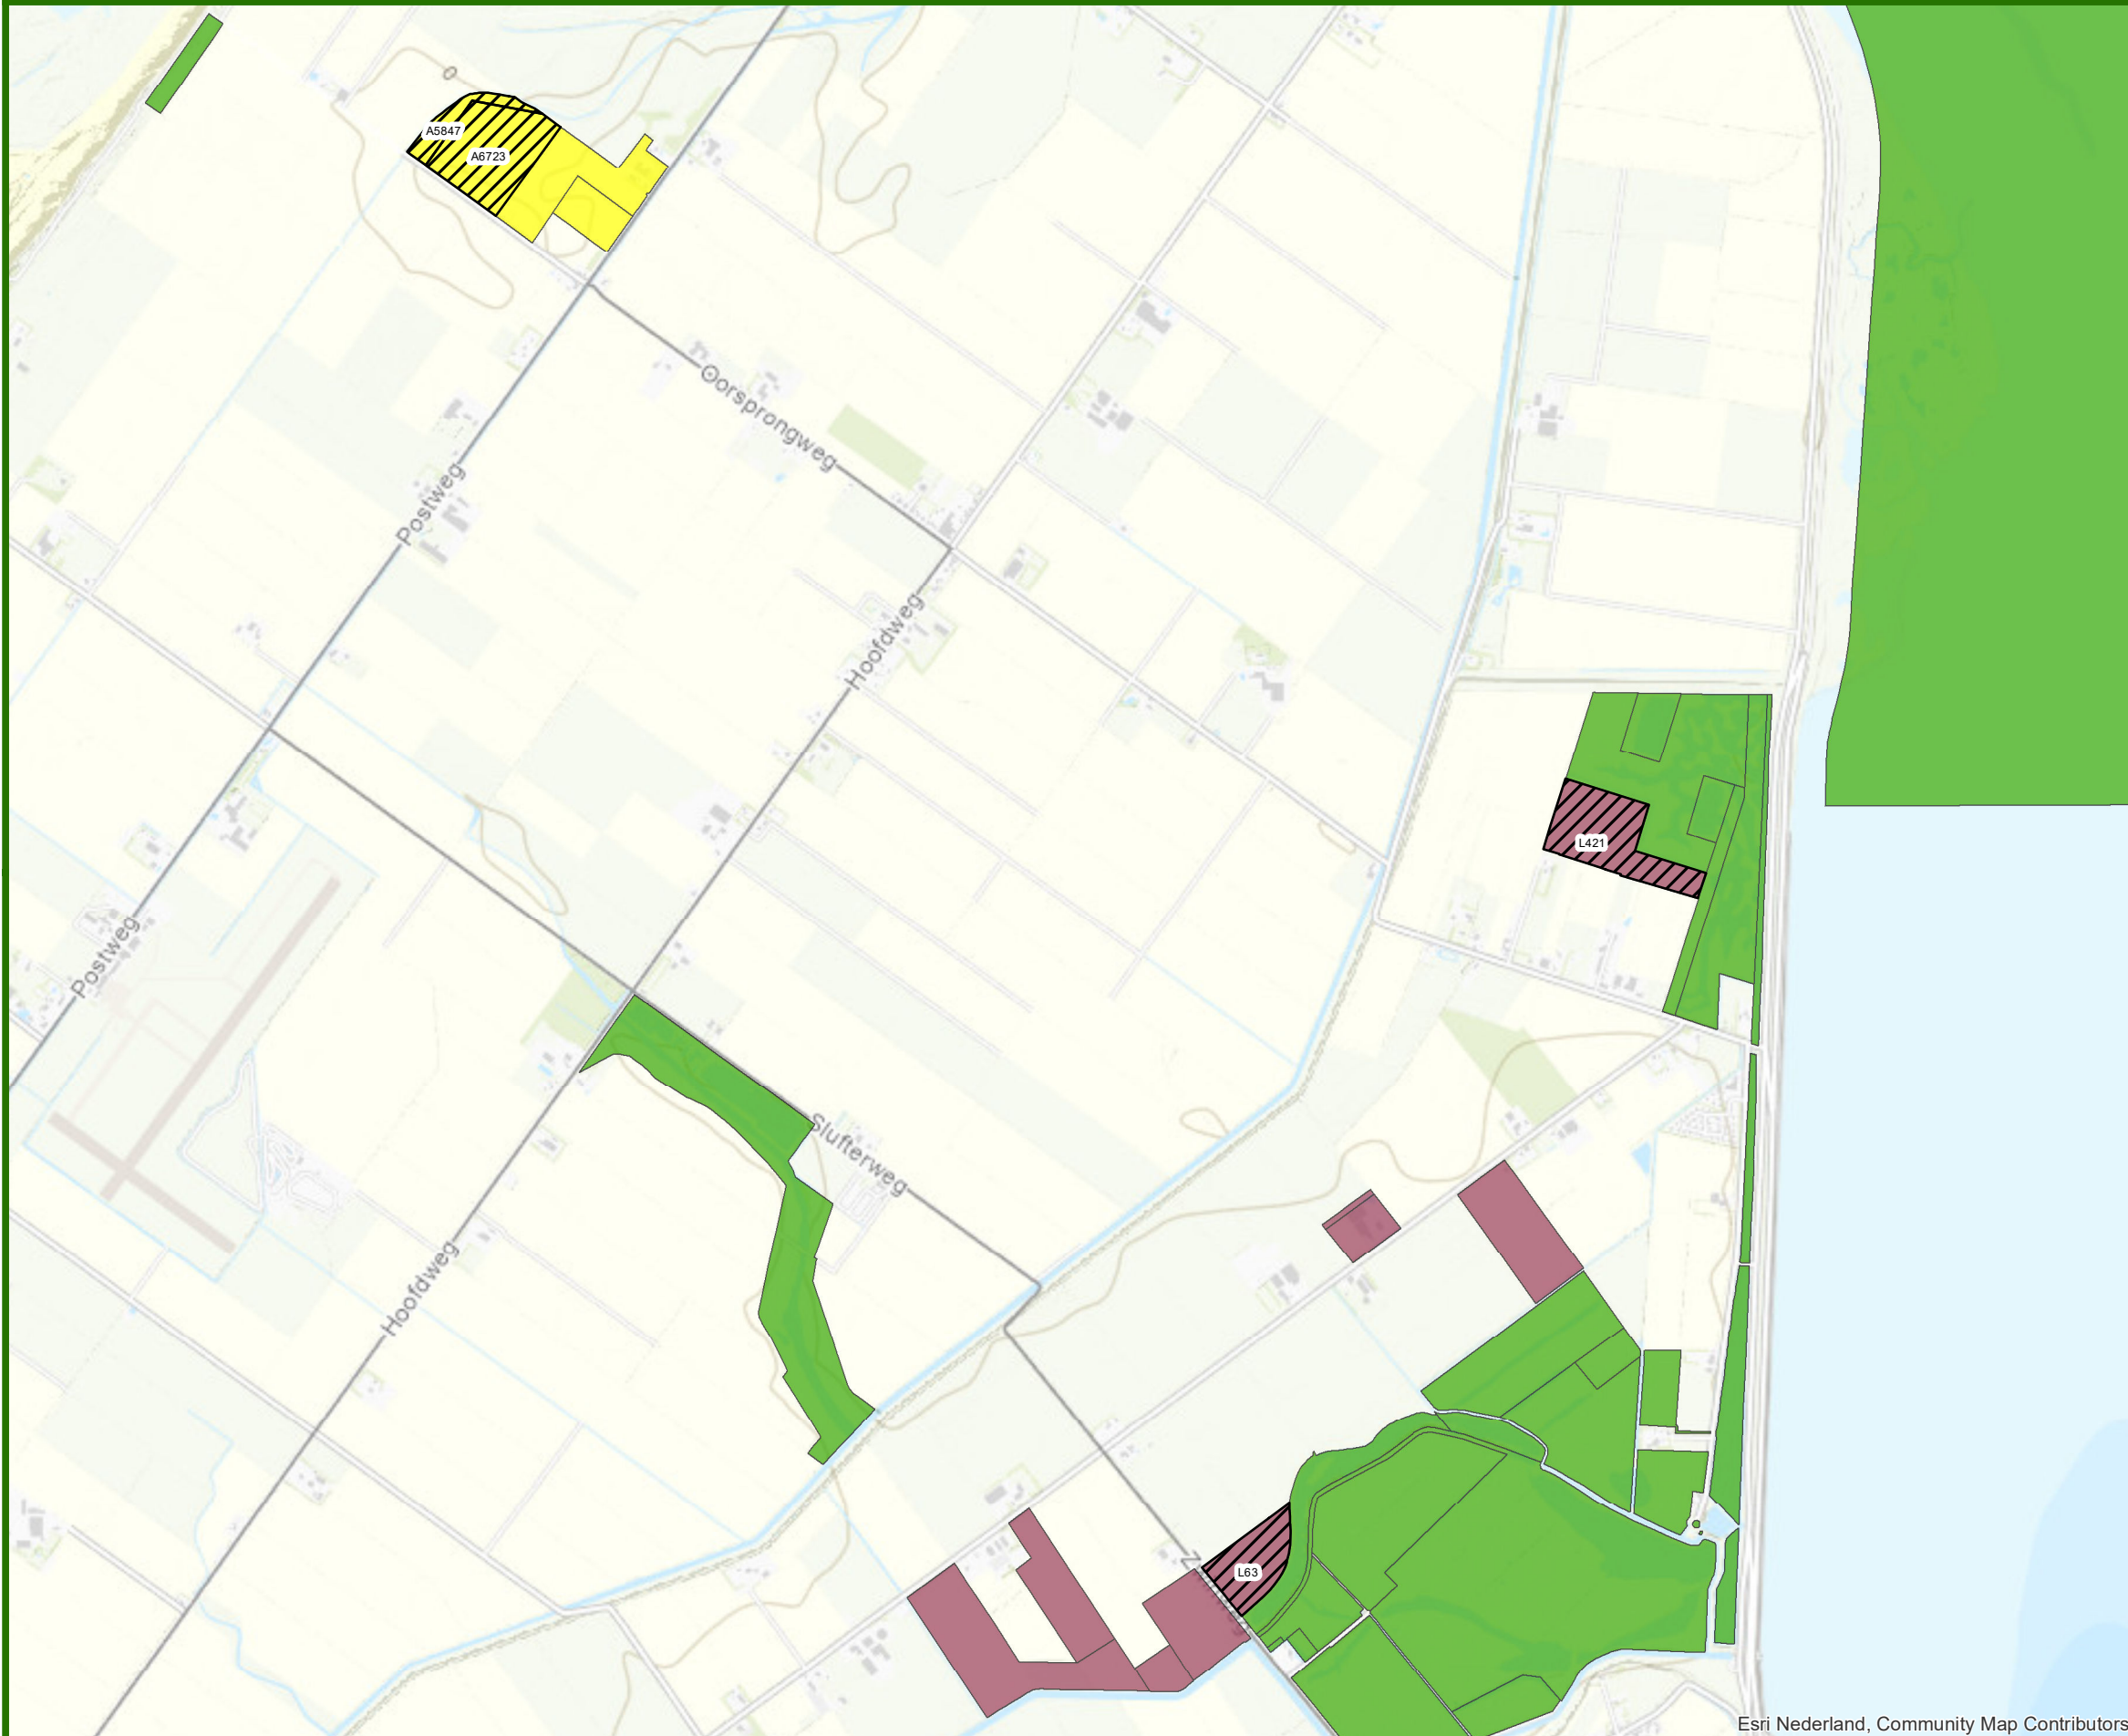 A5847
A6723
Oorsprongweg
Postweg
Hoofdweg
L421
Postweg
Slufterweg
Hoofdweg
L63
Esri Nederland, Community Map Contributors